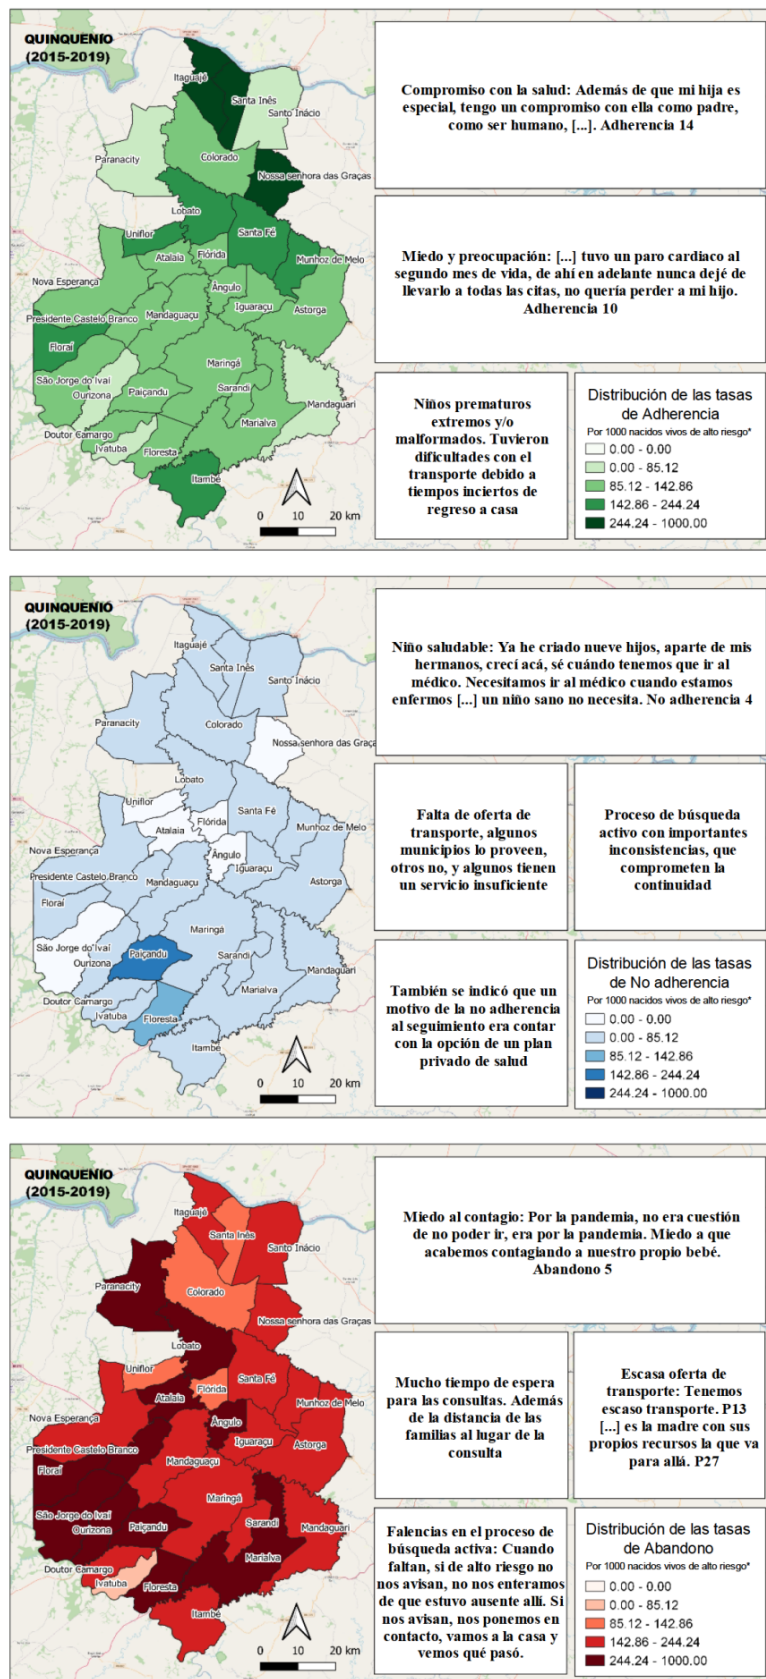 QUINQUENÍO
(2015-2019)
Itaguajé
Santa Inês
Santo Inácio
Paranacity
Colorado
Nossa senhora das Graças
Lobato
Uniflor
Santa Fé
Atalaia
Flórida
Munhoz de Melo
Nova Esperança
Ângulo
Iguaraçu
Presidente Castelo Branco
Mandaguaçu
Astorga
Floraí
Maringá
São Jorge do Ivaí
Ourizona
Paiçandu
Sarandi
Mandaguari
Marialva
Doutor Camargo
Ivatuba
Floresta
Itambé
0 10 20 km
Compromiso con la salud: Además de que mi hija es
especial, tengo un compromiso con ella como padre,
como ser humano, [...]. Adherencia 14
Miedo y preocupación: [...] tuvo un paro cardiaco al
segundo mes de vida, de ahí en adelante nunca dejé de
llevarlo a todas las citas, no quería perder a mi hijo.
Adherencia 10
Niños prematuros
extremos y/o
malformados. Tuvieron
dificultades con el
transporte debido a
tiempos inciertos de
regreso a casa
Distribución de las tasas
de Adherencia
Por 1000 nacidos vivos de alto riesgo*
0.00 - 0.00
0.00 - 85.12
85.12 - 142.86
142.86 - 244.24
244.24 - 1000.00
QUINQUENÍO
(2015-2019)
Itaguajé
Santa Inês
Santo Inácio
Paranacity
Colorado
Nossa senhora das Graça
Lobato
Uniflor
Santa Fé
Atalaia
Flórida
Munhoz de Melo
Nova Esperança
Ângulo
Iguaraçu
Presidente Castelo Branco
Mandaguaçu
Astorga
Floraí
Maringá
São Jorge do Ivaí
Ourizona
Paiçandu
Sarandi
Mandaguari
Marialva
Doutor Camargo
Ivatuba
Floresta
Itambé
0 10 20 km
Niño saludable: Ya he criado nueve hijos, aparte de mis
hermanos, crecí acá, sé cuándo tenemos que ir al
médico. Necesitamos ir al médico cuando estamos
enfermos [...] un niño sano no necesita. No adherencia 4
Falta de oferta de
transporte, algunos
municipios lo proveen,
otros no, y algunos tienen
un servicio insuficiente
Proceso de búsqueda
activo con importantes
inconsistencias, que
comprometen la
continuidad
También se indicó que un
motivo de la no adherencia
al seguimiento era contar
con la opción de un plan
privado de salud
Distribución de las tasas
de No adherencia
Por 1000 nacidos vivos de alto riesgo*
0.00 - 0.00
0.00 - 85.12
85.12 - 142.86
142.86 - 244.24
244.24 - 1000.00
QUINQUENÍO
(2015-2019)
Itaguajé
Santa Inês
Santo Inácio
Paranacity
Colorado
Nossa senhora das Graças
Lobato
Uniflor
Santa Fé
Atalaia
Flórida
Munhoz de Melo
Nova Esperança
Ângulo
Iguaraçu
Presidente Castelo Branco
Mandaguaçu
Astorga
Floraí
Maringá
São Jorge do Ivaí
Ourizona
Paiçandu
Sarandi
Mandaguari
Marialva
Doutor Camargo
Ivatuba
Floresta
Itambé
0 10 20 km
Miedo al contagio: Por la pandemia, no era cuestión
de no poder ir, era por la pandemia. Miedo a que
acabemos contagiando a nuestro propio bebé.
Abandono 5
Mucho tiempo de espera
para las consultas. Además
de la distancia de las
familias al lugar de la
consulta
Escasa oferta de
transporte: Tenemos
escaso transporte. P13
[...] es la madre con sus
propios recursos la que va
para allá. P27
Falencias en el proceso de
búsqueda activa: Cuando
faltan, si de alto riesgo no
nos avisan, no nos enteramos
de que estuvo ausente allí. Si
nos avisan, nos ponemos en
contacto, vamos a la casa y
vemos qué pasó.
Distribución de las tasas
de Abandono
Por 1000 nacidos vivos de alto riesgo*
0.00 - 0.00
0.00 - 85.12
85.12 - 142.86
142.86 - 244.24
244.24 - 1000.00